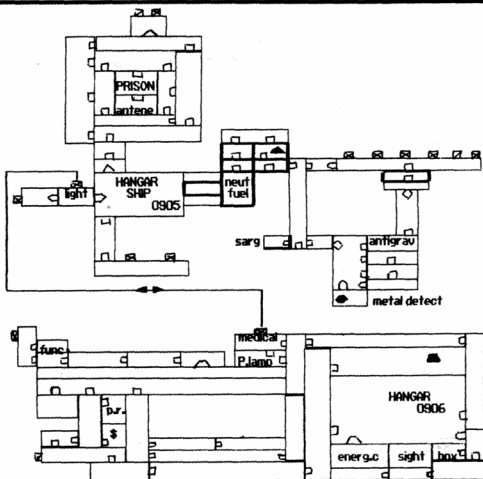 PRISON
antene
HANGAR
SHIP
0905
light
neut
fuel
sarg
antigrav
metal detect
medical
P.lamp
func
p.r.
$
HANGAR
0906
energ.c
sight
box